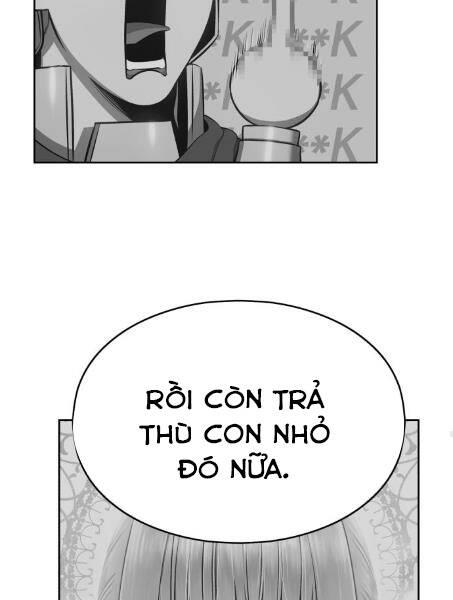 **K
**K
**K
RỒI CÒN TRẢ
THÙ CON NHỎ
ĐÓ NỮA.